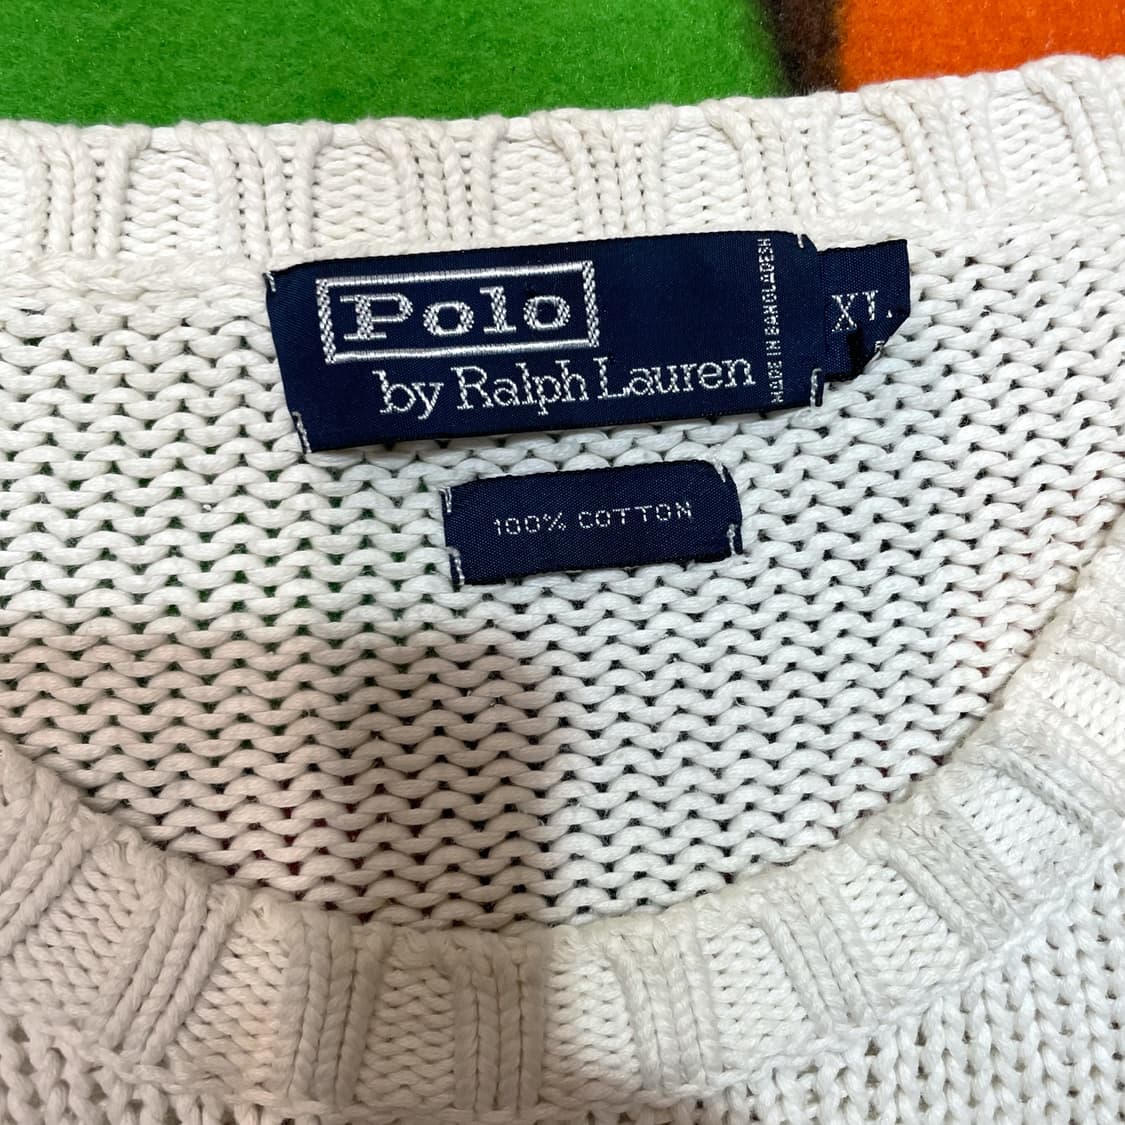 Polo
by Ralph Lauren
MADE IN BANGLADESH
XL
100% COTTON